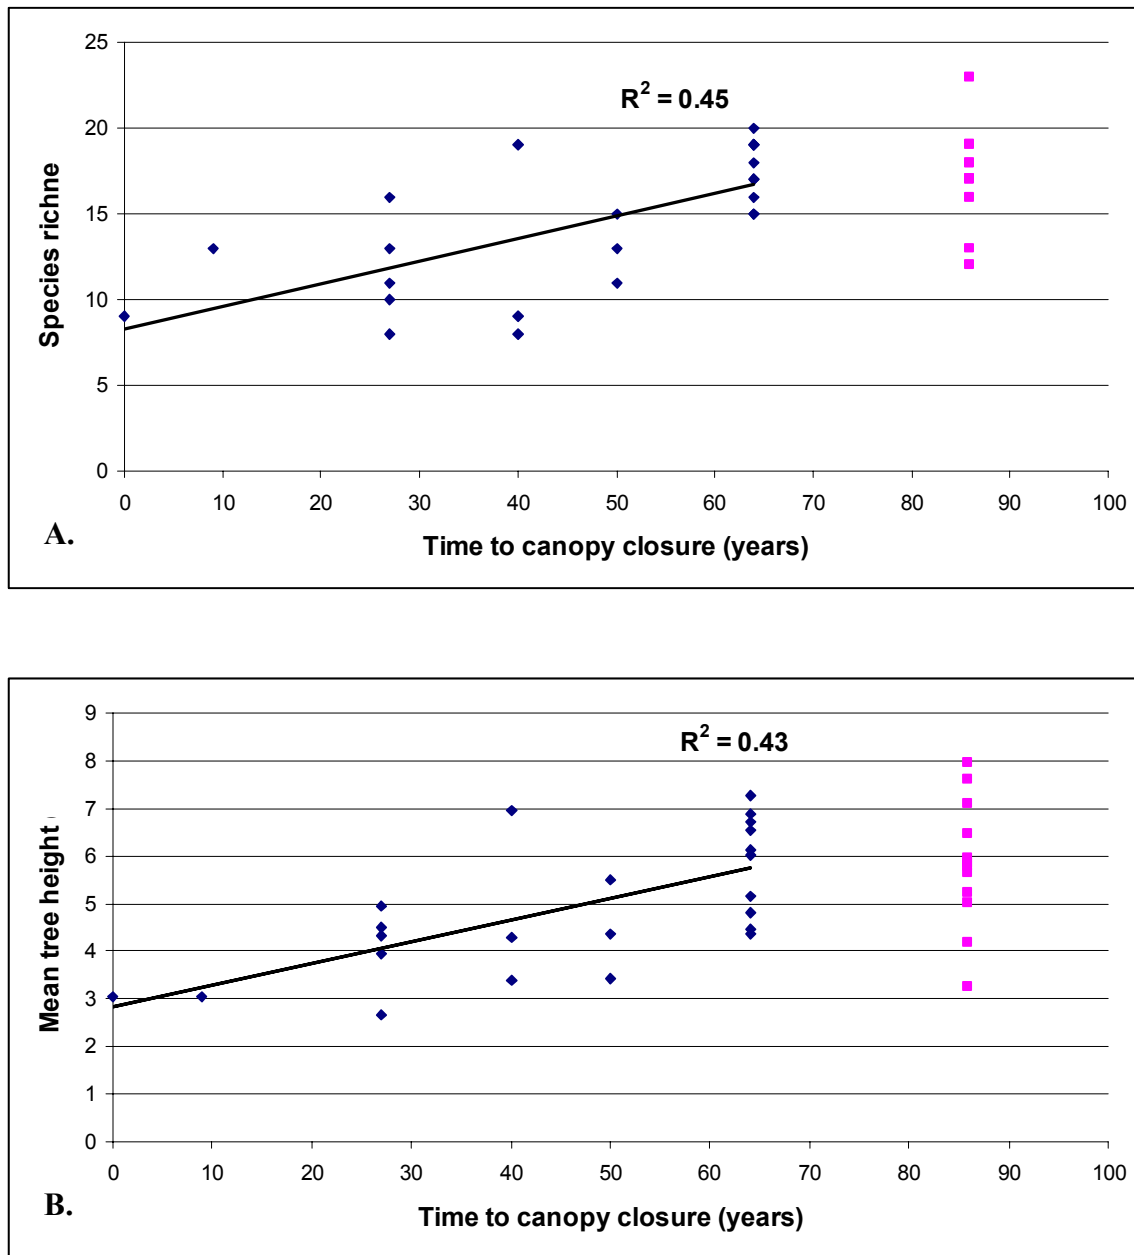 25
20
15
10
5
0
Species richne
R² = 0.45
0 10 20 30 40 50 60 70 80 90 100
A.
Time to canopy closure (years)
9
8
7
6
5
4
3
2
1
0
Mean tree height
R² = 0.43
0 10 20 30 40 50 60 70 80 90 100
B.
Time to canopy closure (years)